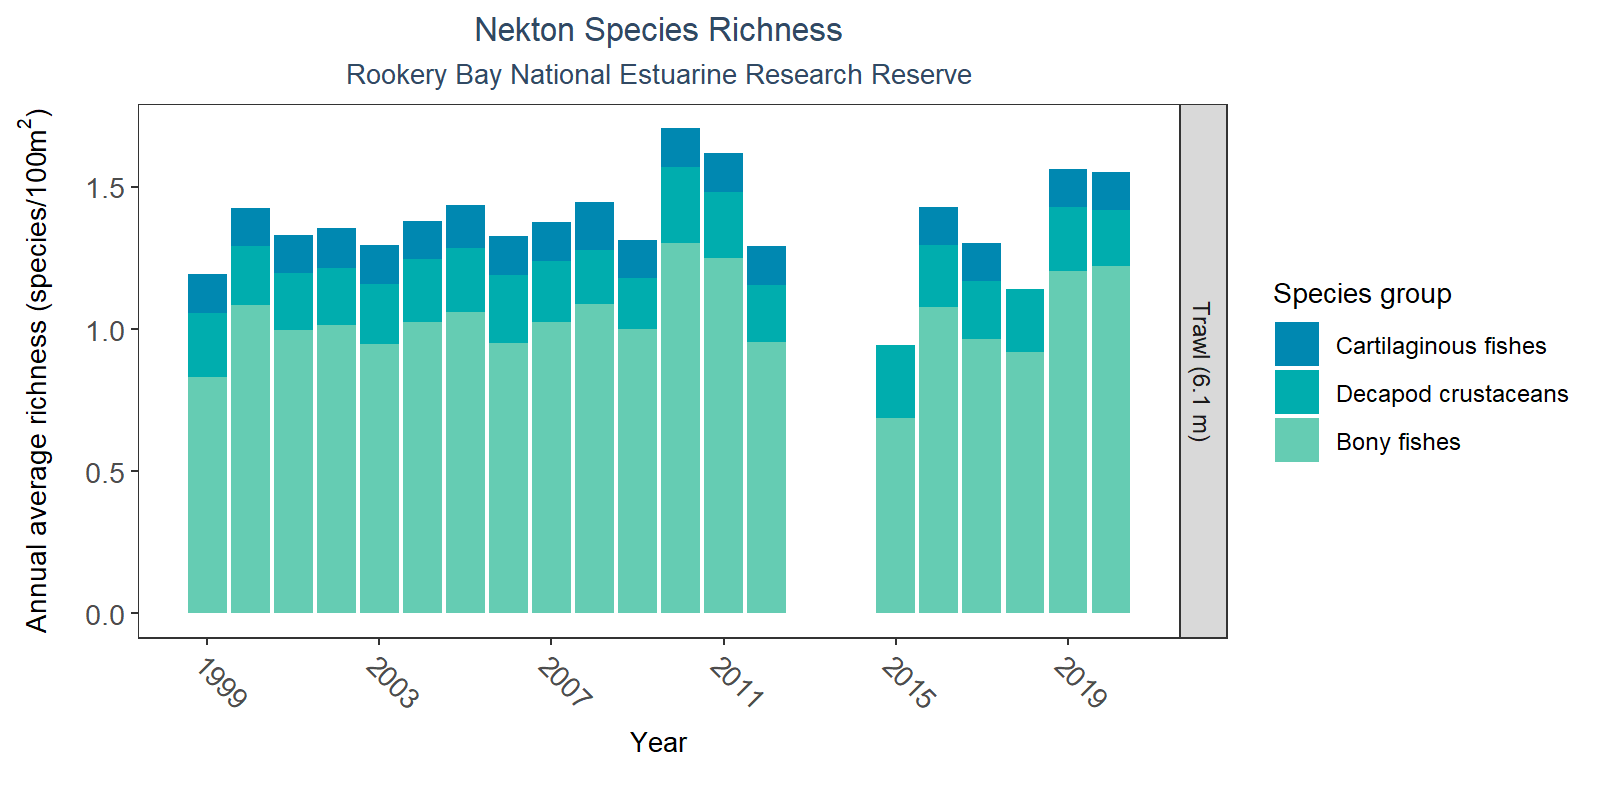 Nekton Species Richness
Rookery Bay National Estuarine Research Reserve
Annual average richness (species/100m²)
1.5
1.0
0.5
0.0
1999
2003
2007
2011
2015
2019
Year
Trawl (6.1 m)
Species group
Cartilaginous fishes
Decapod crustaceans
Bony fishes